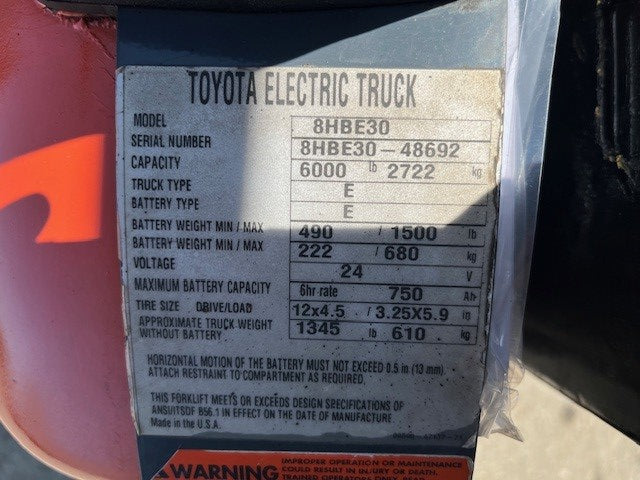 TOYOTA ELECTRIC TRUCK
MODEL 8HBE30
SERIAL NUMBER 8HBE30-48692
CAPACITY 6000 lb 2722 kg
TRUCK TYPE E
BATTERY TYPE E
BATTERY WEIGHT MIN / MAX 490 / 1500 lb
BATTERY WEIGHT MIN / MAX 222 / 680 kg
VOLTAGE 24 V
MAXIMUM BATTERY CAPACITY 6hr rate 750 Ah
TIRE SIZE DRIVE/LOAD 12x4.5 / 3.25X5.9 in
APPROXIMATE TRUCK WEIGHT
WITHOUT BATTERY 1345 lb 610 kg
HORIZONTAL MOTION OF THE BATTERY MUST NOT EXCEED 0.5 in (13 mm)
ATTACH RESTRAINE TO COMPARTMENT AS REQUIRED.
THIS FORKLIFT MEETS OR EXCEEDS DESIGN SPECIFICATIONS OF
ANSI/ITSDF B56.1 IN EFFECT ON THE DATE OF MANUFACTURE
Made in the U.S.A.
WARNING IMPROPER OPERATION OR MAINTENANCE
COULD RESULT IN INJURY OR DEATH.
TRAINED OPERATORS ONLY.